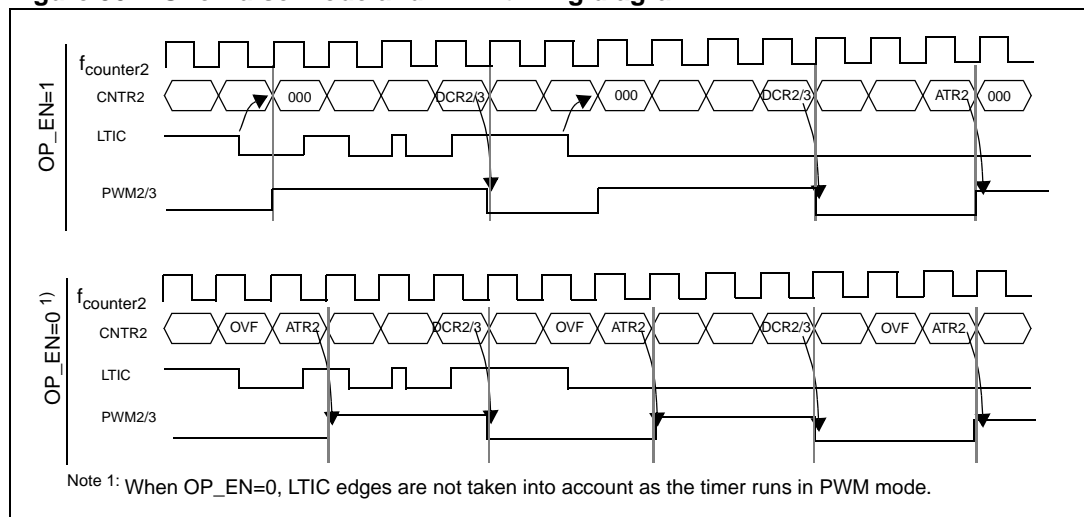 OP_EN=1
fcounter2
CNTR2 000 DCR2/3 000 DCR2/3 ATR2 000
LTIC
PWM2/3
OP_EN=0 1)
fcounter2
CNTR2 OVF ATR2 DCR2/3 OVF ATR2 DCR2/3 OVF ATR2
LTIC
PWM2/3
Note 1: When OP_EN=0, LTIC edges are not taken into account as the timer runs in PWM mode.